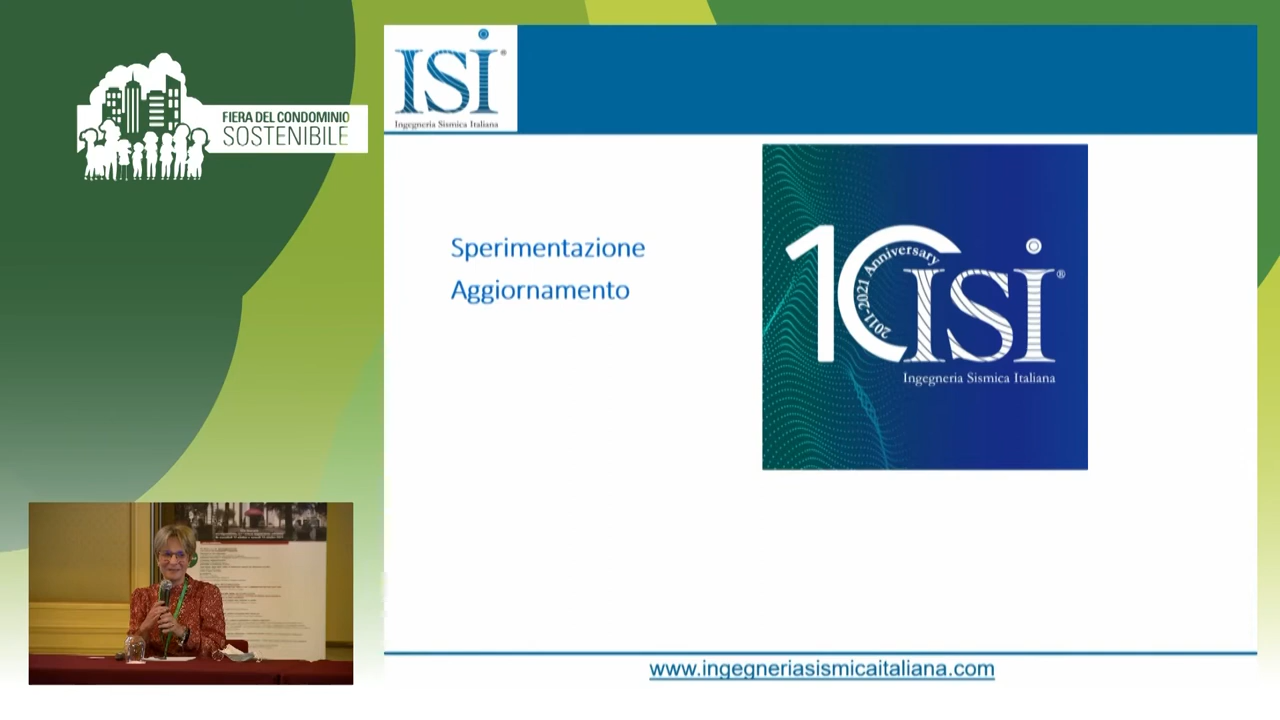 FIERA DEL CONDOMINIO
SOSTENIBILE
ISI®
Ingegneria Sismica Italiana
Sperimentazione
Aggiornamento
10 ISI®
2011-2021 Anniversary
Ingegneria Sismica Italiana
www.ingegneriasismicaitaliana.com